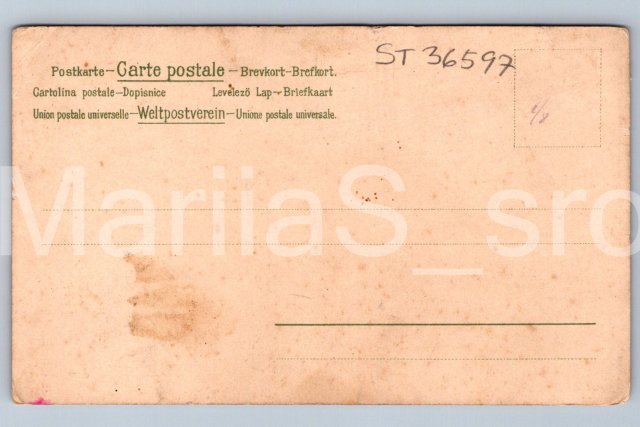 ST 36597
Postkarte – Carte postale – Brevkort–Brefkort.
Cartolina postale–Dopisnice Levelezö Lap–Briefkaart
Union postale universelle–Weltpostverein–Unione postale universale.
MariiaS_sro